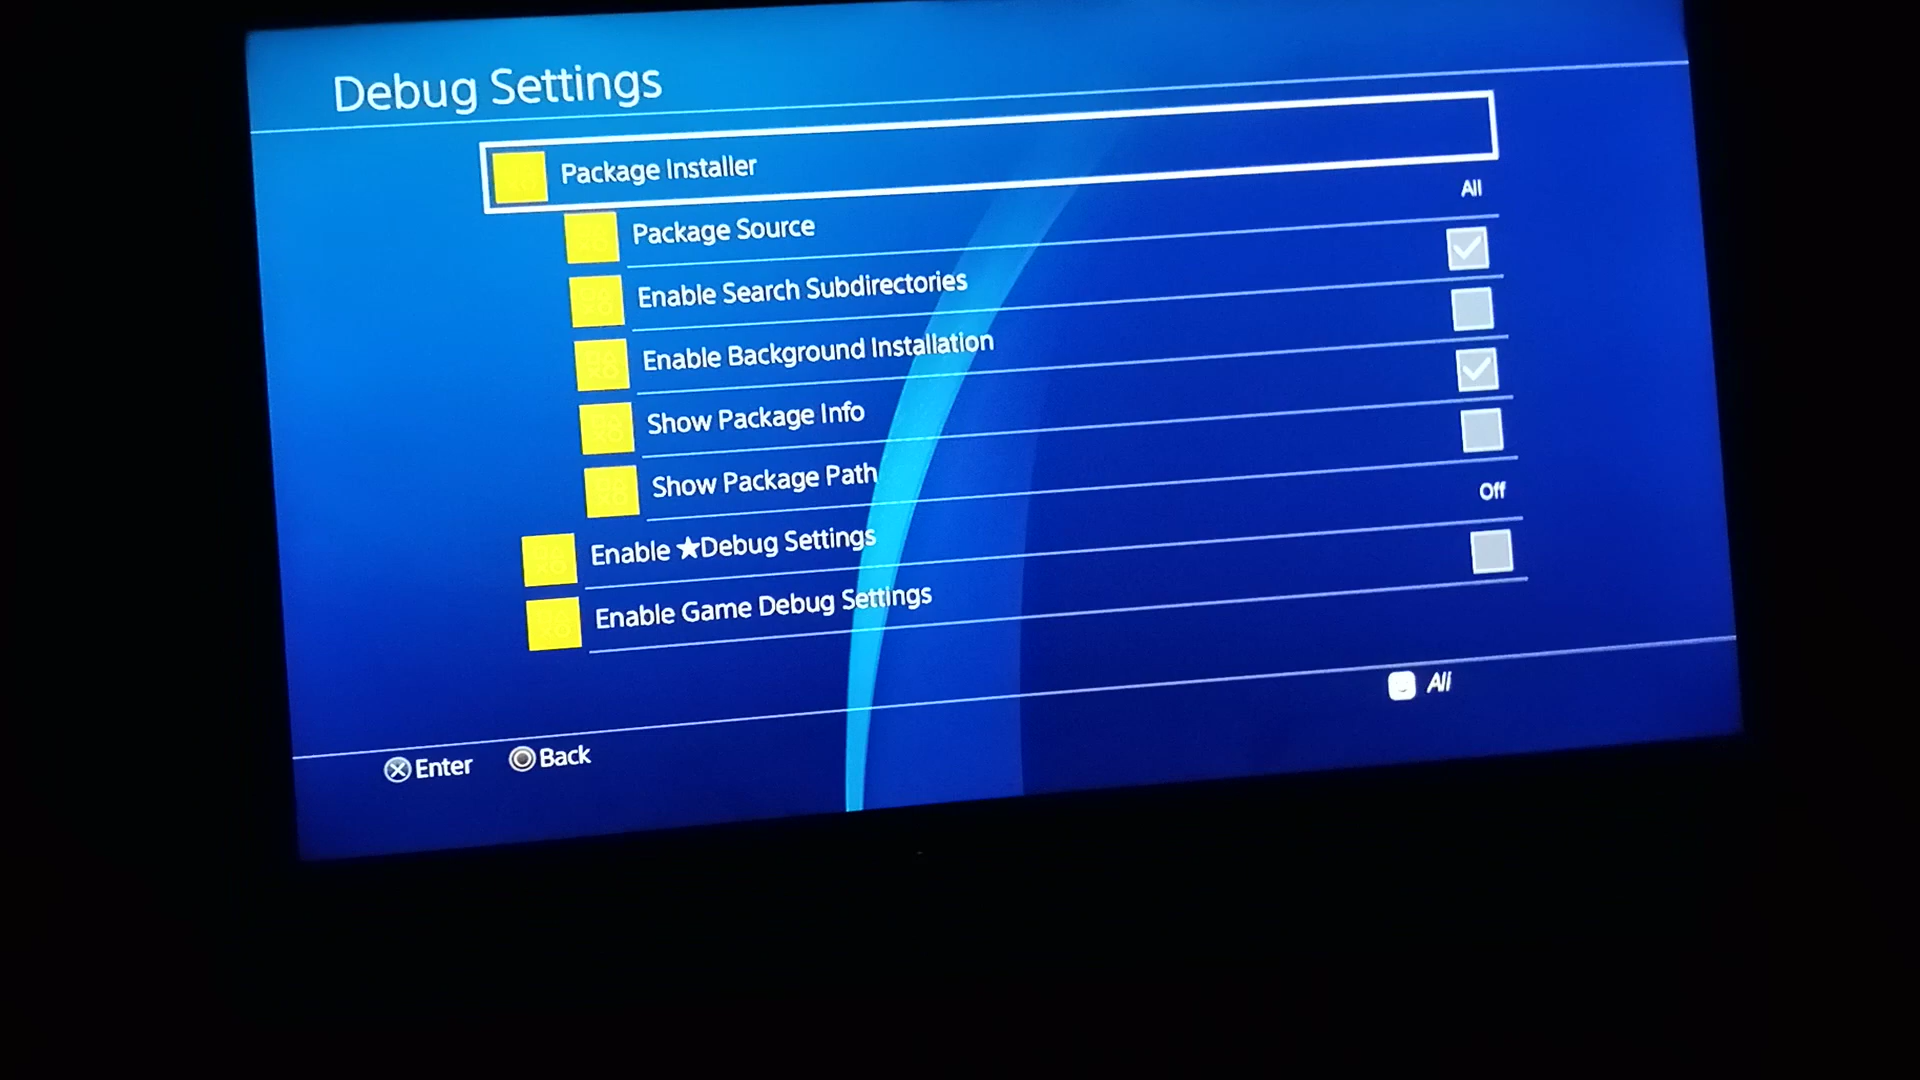 Debug Settings
Package Installer
Package Source All
Enable Search Subdirectories
Enable Background Installation
Show Package Info
Show Package Path
Enable ★Debug Settings Off
Enable Game Debug Settings
Ali
Enter Back